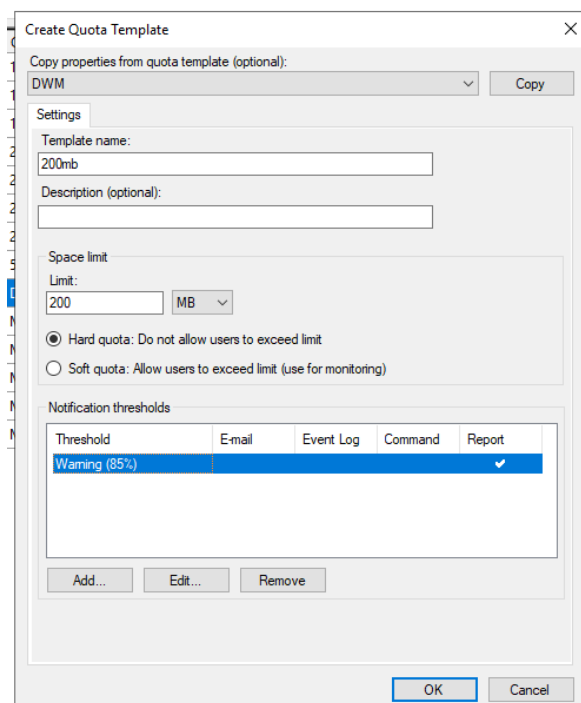 Create Quota Template
Copy properties from quota template (optional):
DWM
Copy
Settings
Template name:
200mb
Description (optional):
Space limit
Limit:
200 MB
Hard quota: Do not allow users to exceed limit
Soft quota: Allow users to exceed limit (use for monitoring)
Notification thresholds
Threshold E-mail Event Log Command Report
Warning (85%)
Add... Edit... Remove
OK Cancel